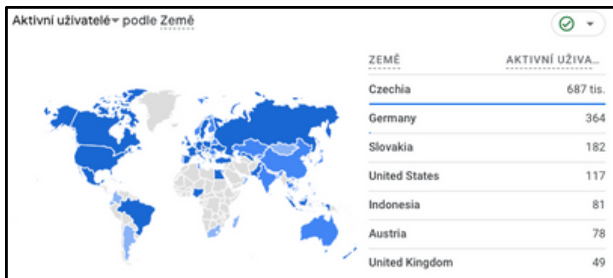 Aktivní uživatelé podle Země
ZEMĚ AKTIVNÍ UŽIVA...
Czechia 687 tis.
Germany 364
Slovakia 182
United States 117
Indonesia 81
Austria 78
United Kingdom 49